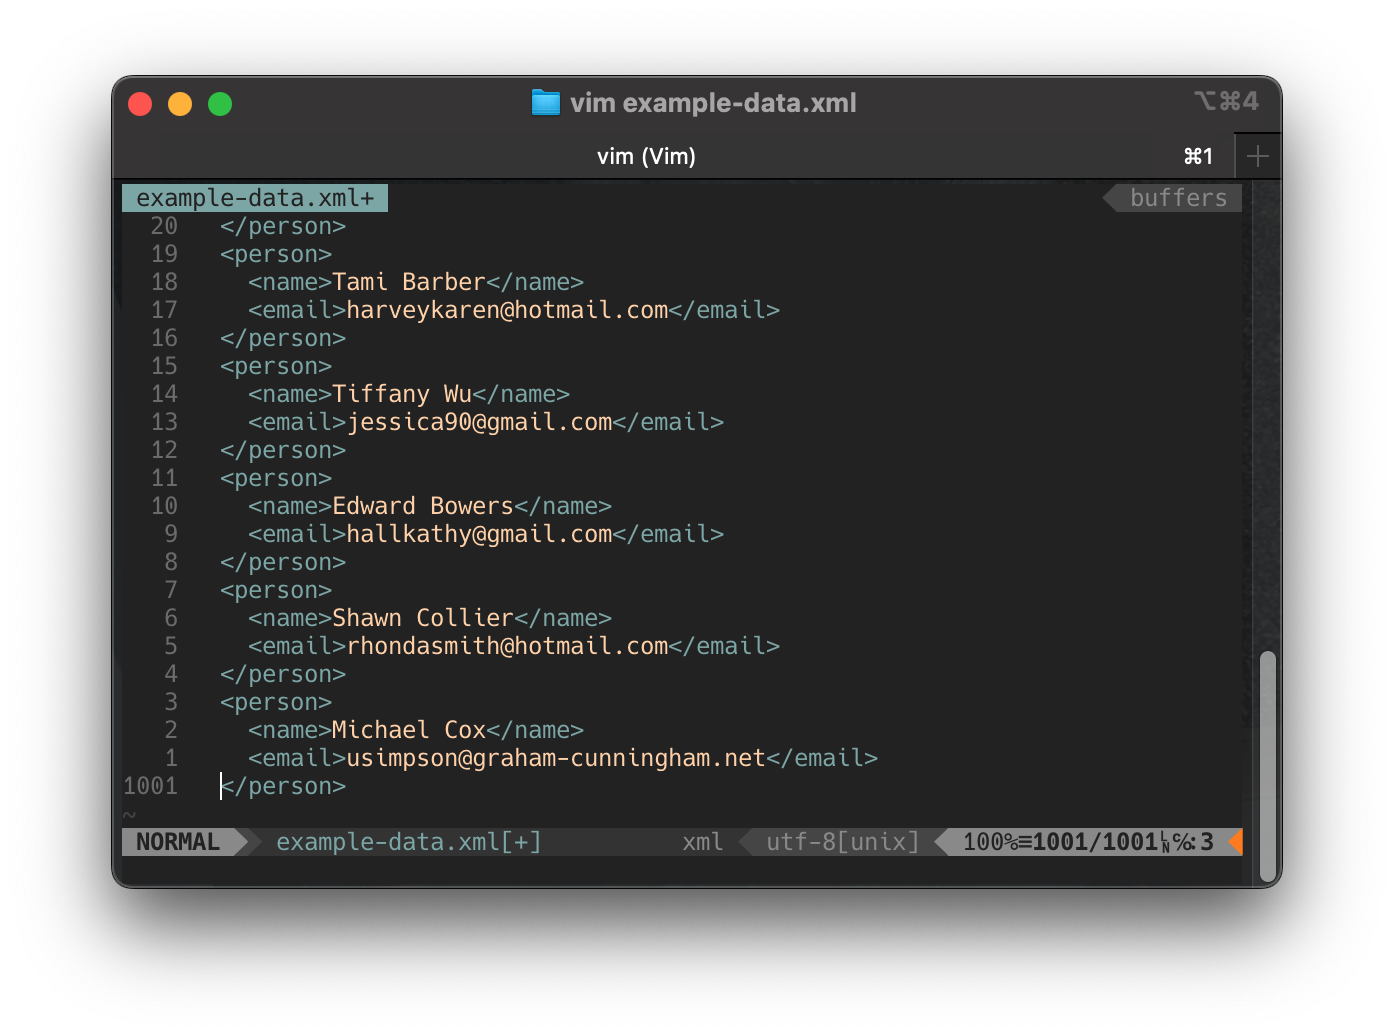 vim example-data.xml ⌥⌘4
vim (Vim) ⌘1 +
example-data.xml+ buffers
20 </person>
19 <person>
18 <name>Tami Barber</name>
17 <email>harveykaren@hotmail.com</email>
16 </person>
15 <person>
14 <name>Tiffany Wu</name>
13 <email>jessica90@gmail.com</email>
12 </person>
11 <person>
10 <name>Edward Bowers</name>
9 <email>hallkathy@gmail.com</email>
8 </person>
7 <person>
6 <name>Shawn Collier</name>
5 <email>rhondasmith@hotmail.com</email>
4 </person>
3 <person>
2 <name>Michael Cox</name>
1 <email>usimpson@graham-cunningham.net</email>
1001 </person>
~
NORMAL example-data.xml[+] xml utf-8[unix] 100%≡1001/1001␤℅:3